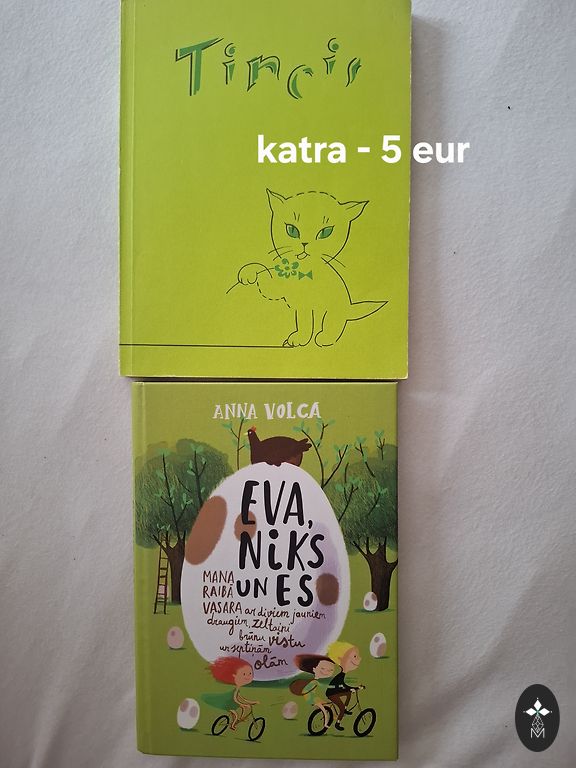 Tincis
katra - 5 eur
ANNA VOLCA
EVA,
NIKS
UN ES
MANA
RAIBĀ
VASARA ar diviem jauniem
draugiem, zeltaini
brūnu vistu
un septiņām
olām
M